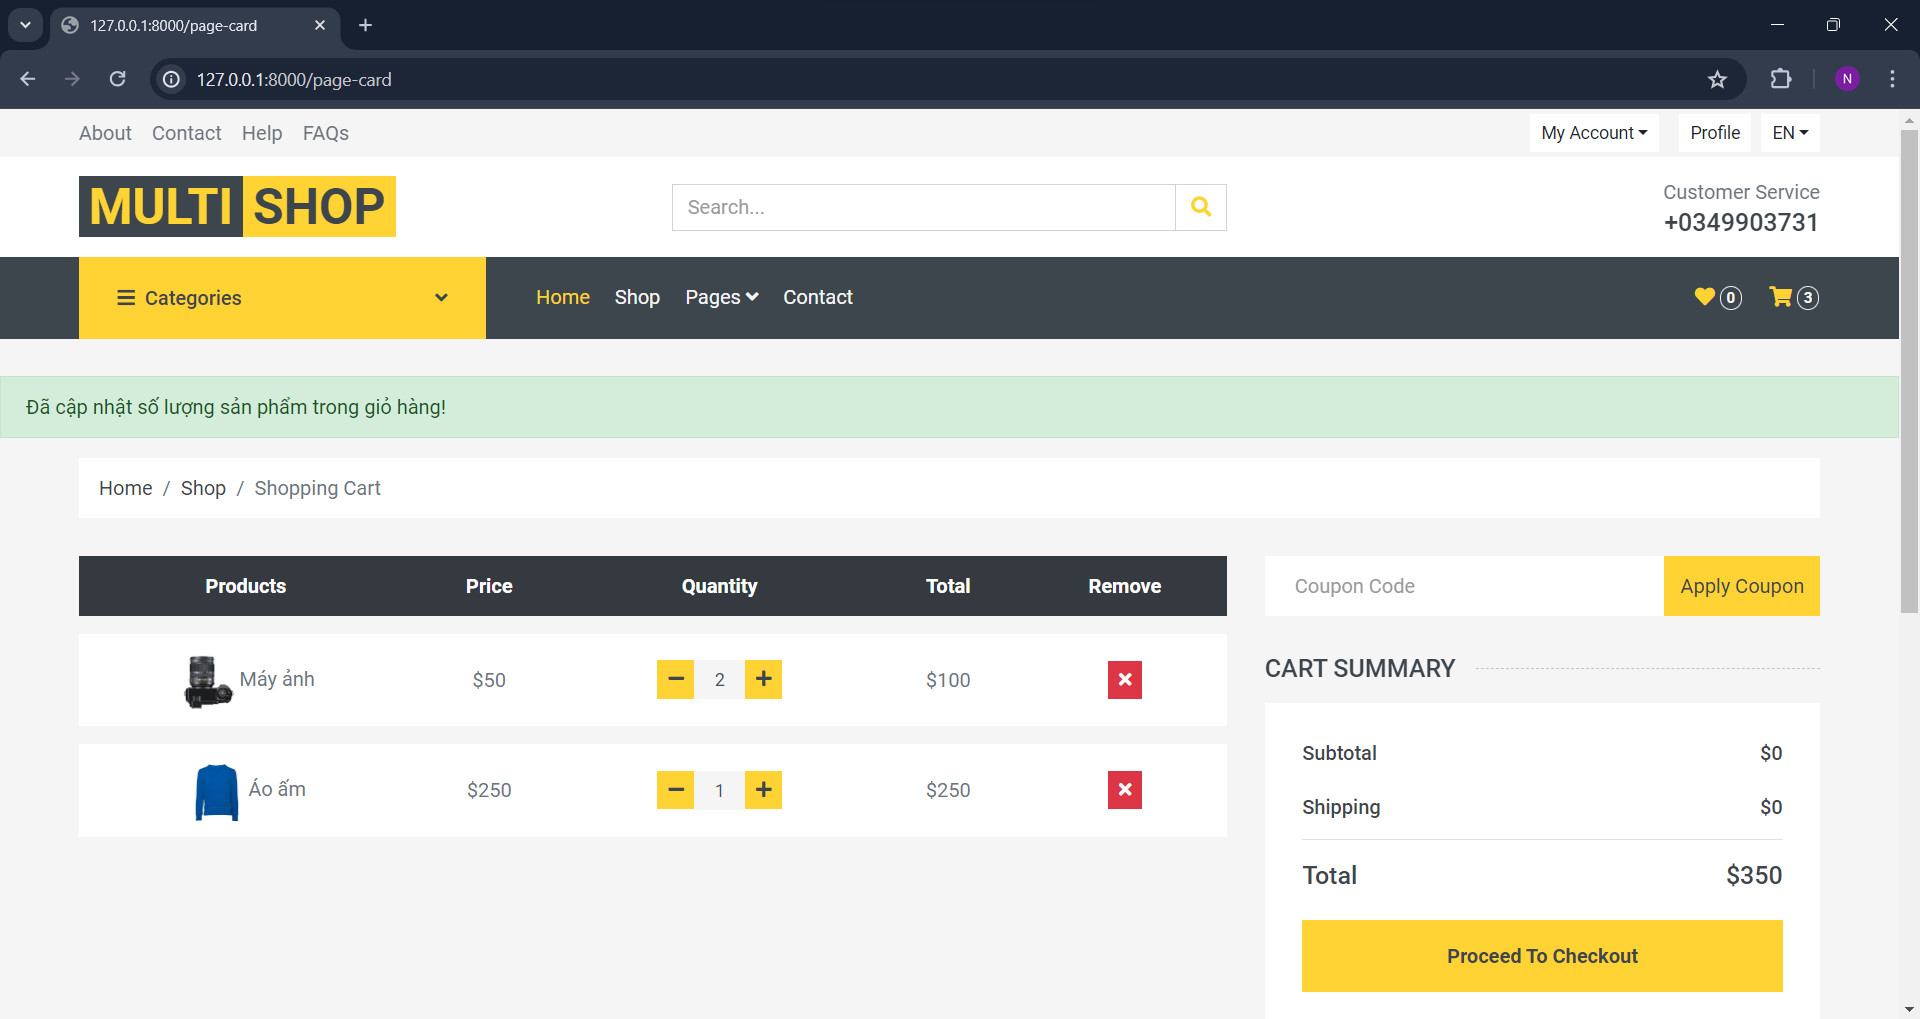 127.0.0.1:8000/page-card
127.0.0.1:8000/page-card
N
About Contact Help FAQs
My Account Profile EN
MULTI SHOP
Search...
Customer Service
+0349903731
Categories
Home Shop Pages Contact
0 3
Đã cập nhật số lượng sản phẩm trong giỏ hàng!
Home / Shop / Shopping Cart
Products Price Quantity Total Remove
Máy ảnh $50 2 $100
Áo ấm $250 1 $250
Coupon Code Apply Coupon
CART SUMMARY
Subtotal $0
Shipping $0
Total $350
Proceed To Checkout